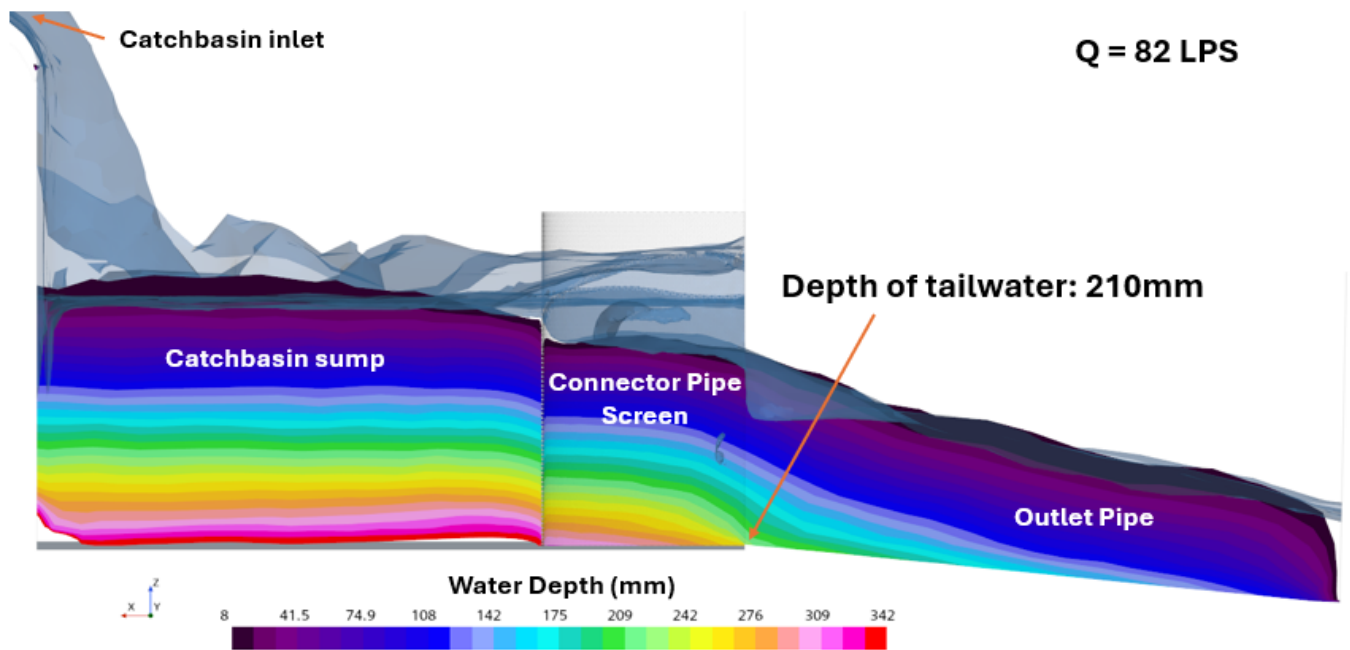 Catchbasin inlet
Q = 82 LPS
Depth of tailwater: 210mm
Catchbasin sump
Connector Pipe
Screen
Outlet Pipe
Water Depth (mm)
Z
X
Y
8 41.5 74.9 108 142 175 209 242 276 309 342